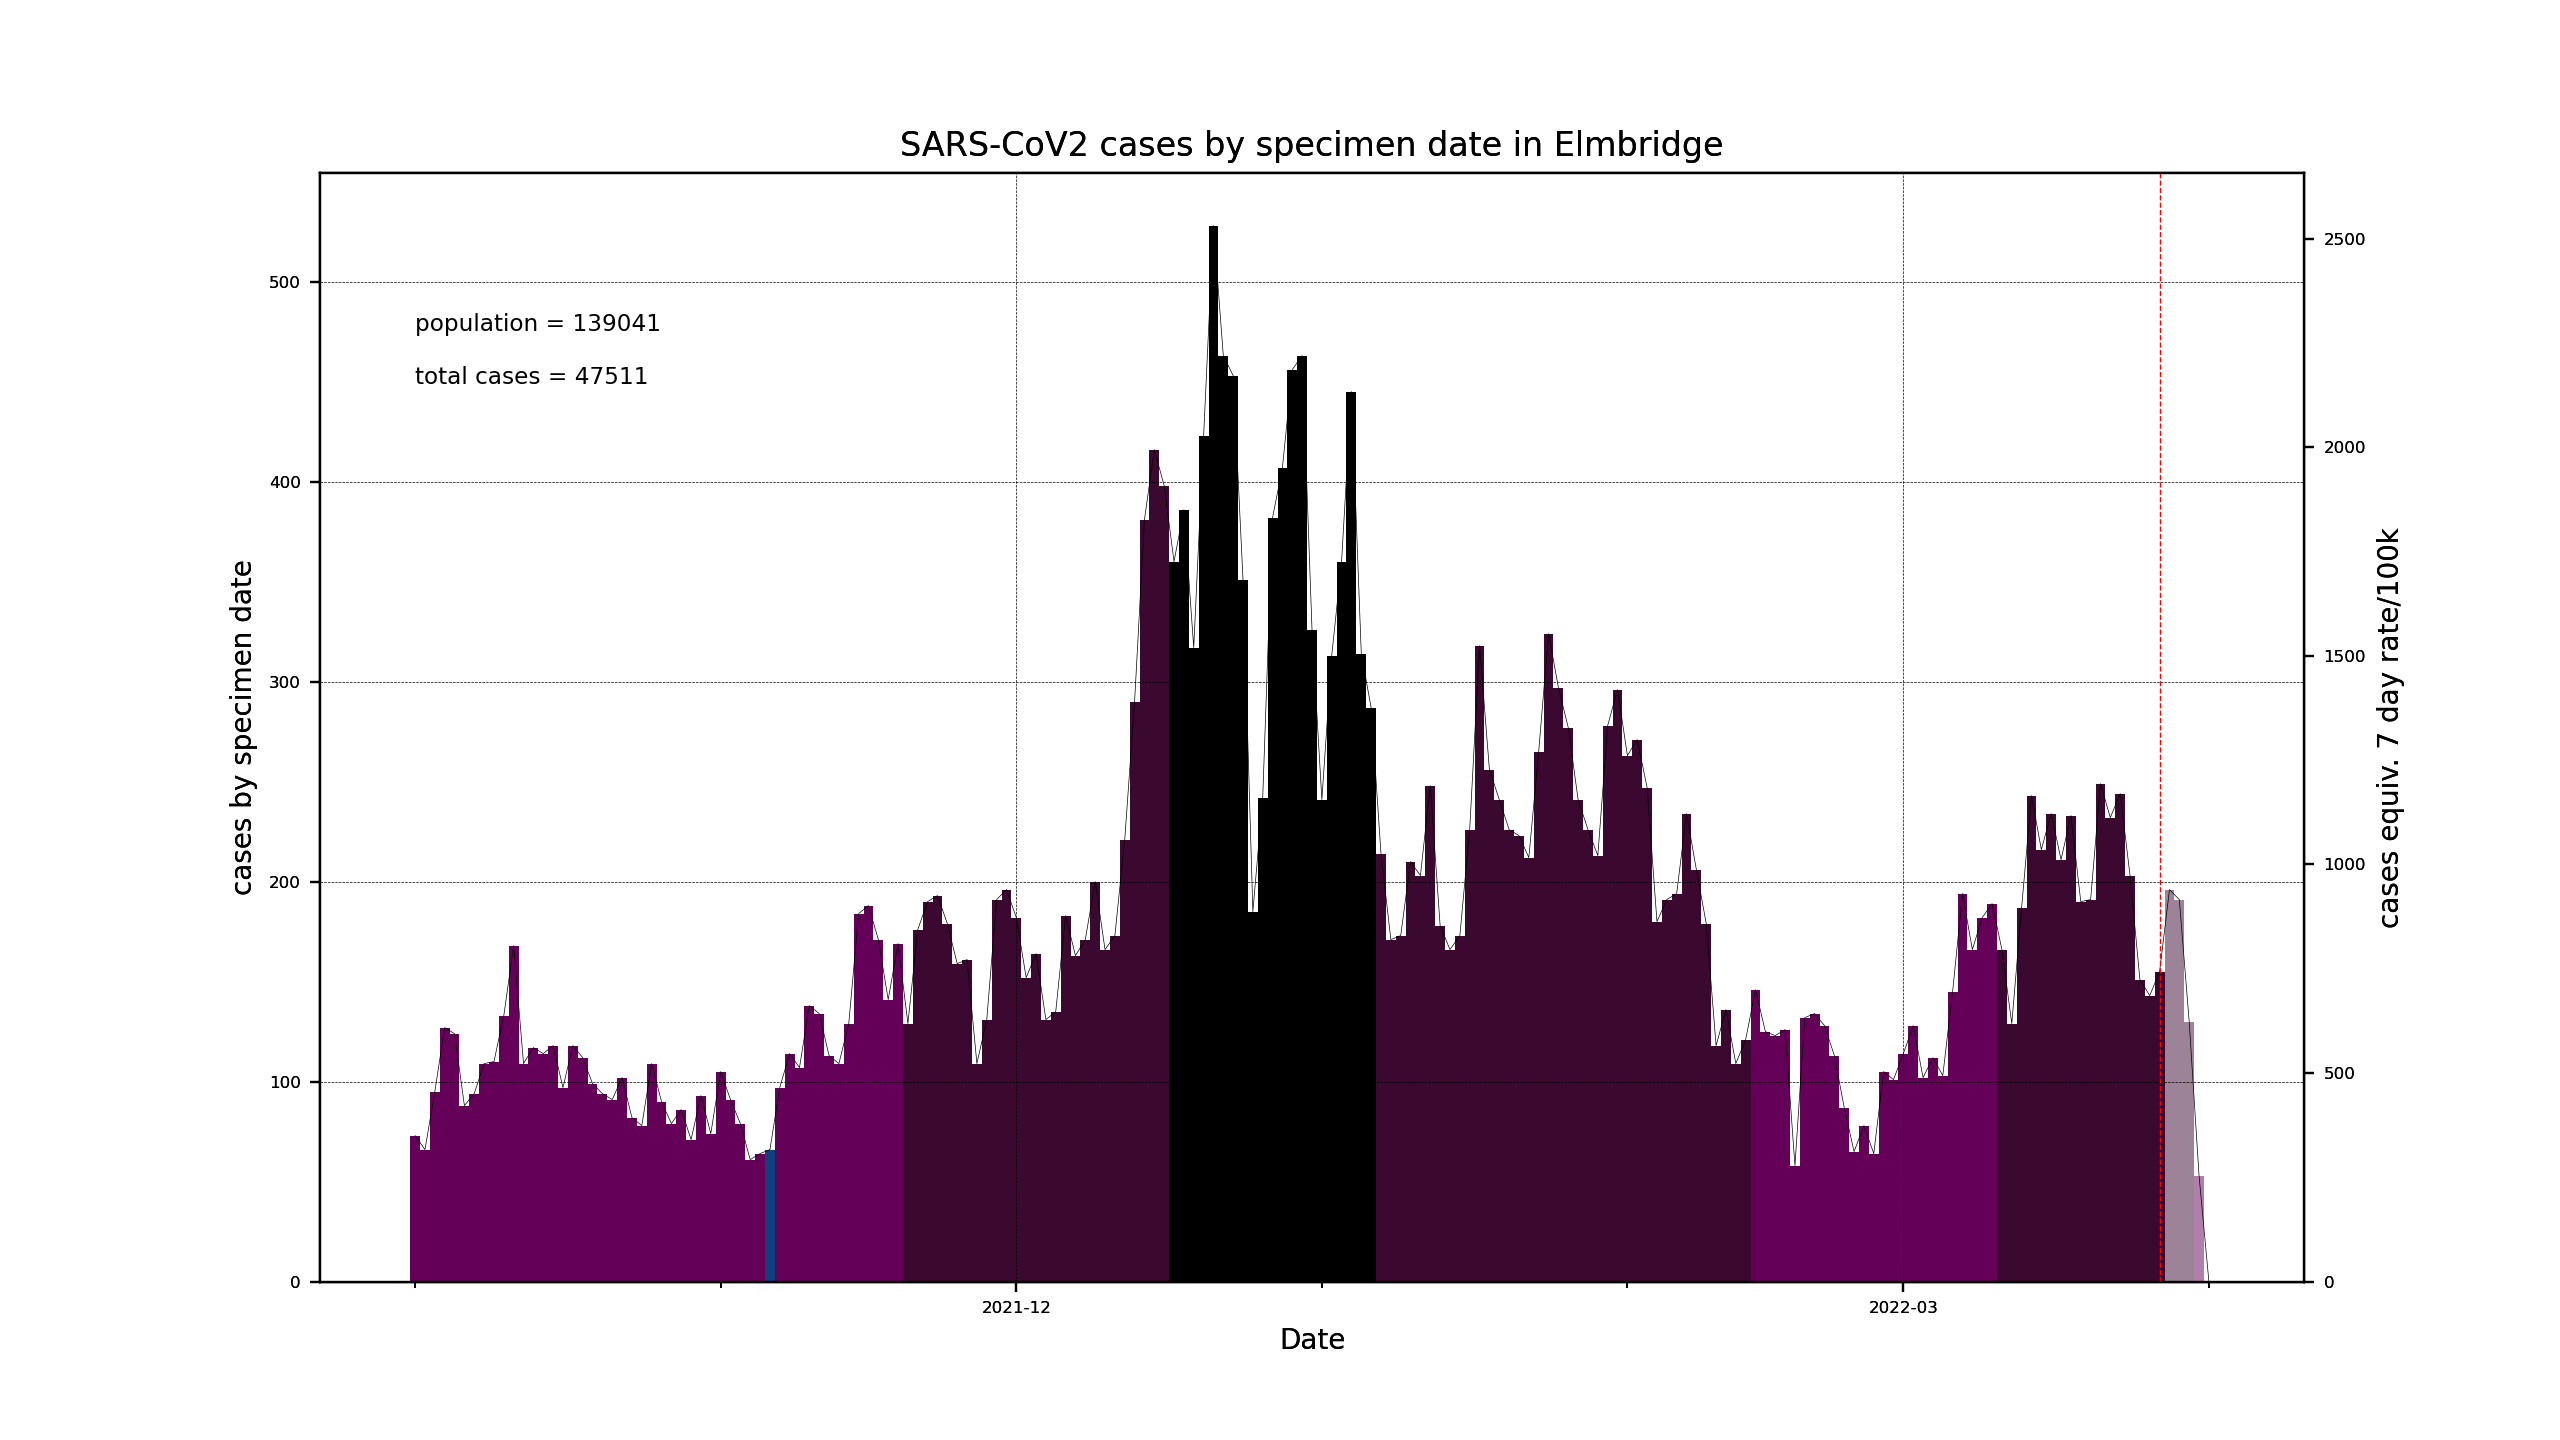 SARS-CoV2 cases by specimen date in Elmbridge
population = 139041
total cases = 47511
cases by specimen date
500
400
300
200
100
0
2500
2000
1500
1000
500
0
cases equiv. 7 day rate/100k
2021-12
2022-03
Date